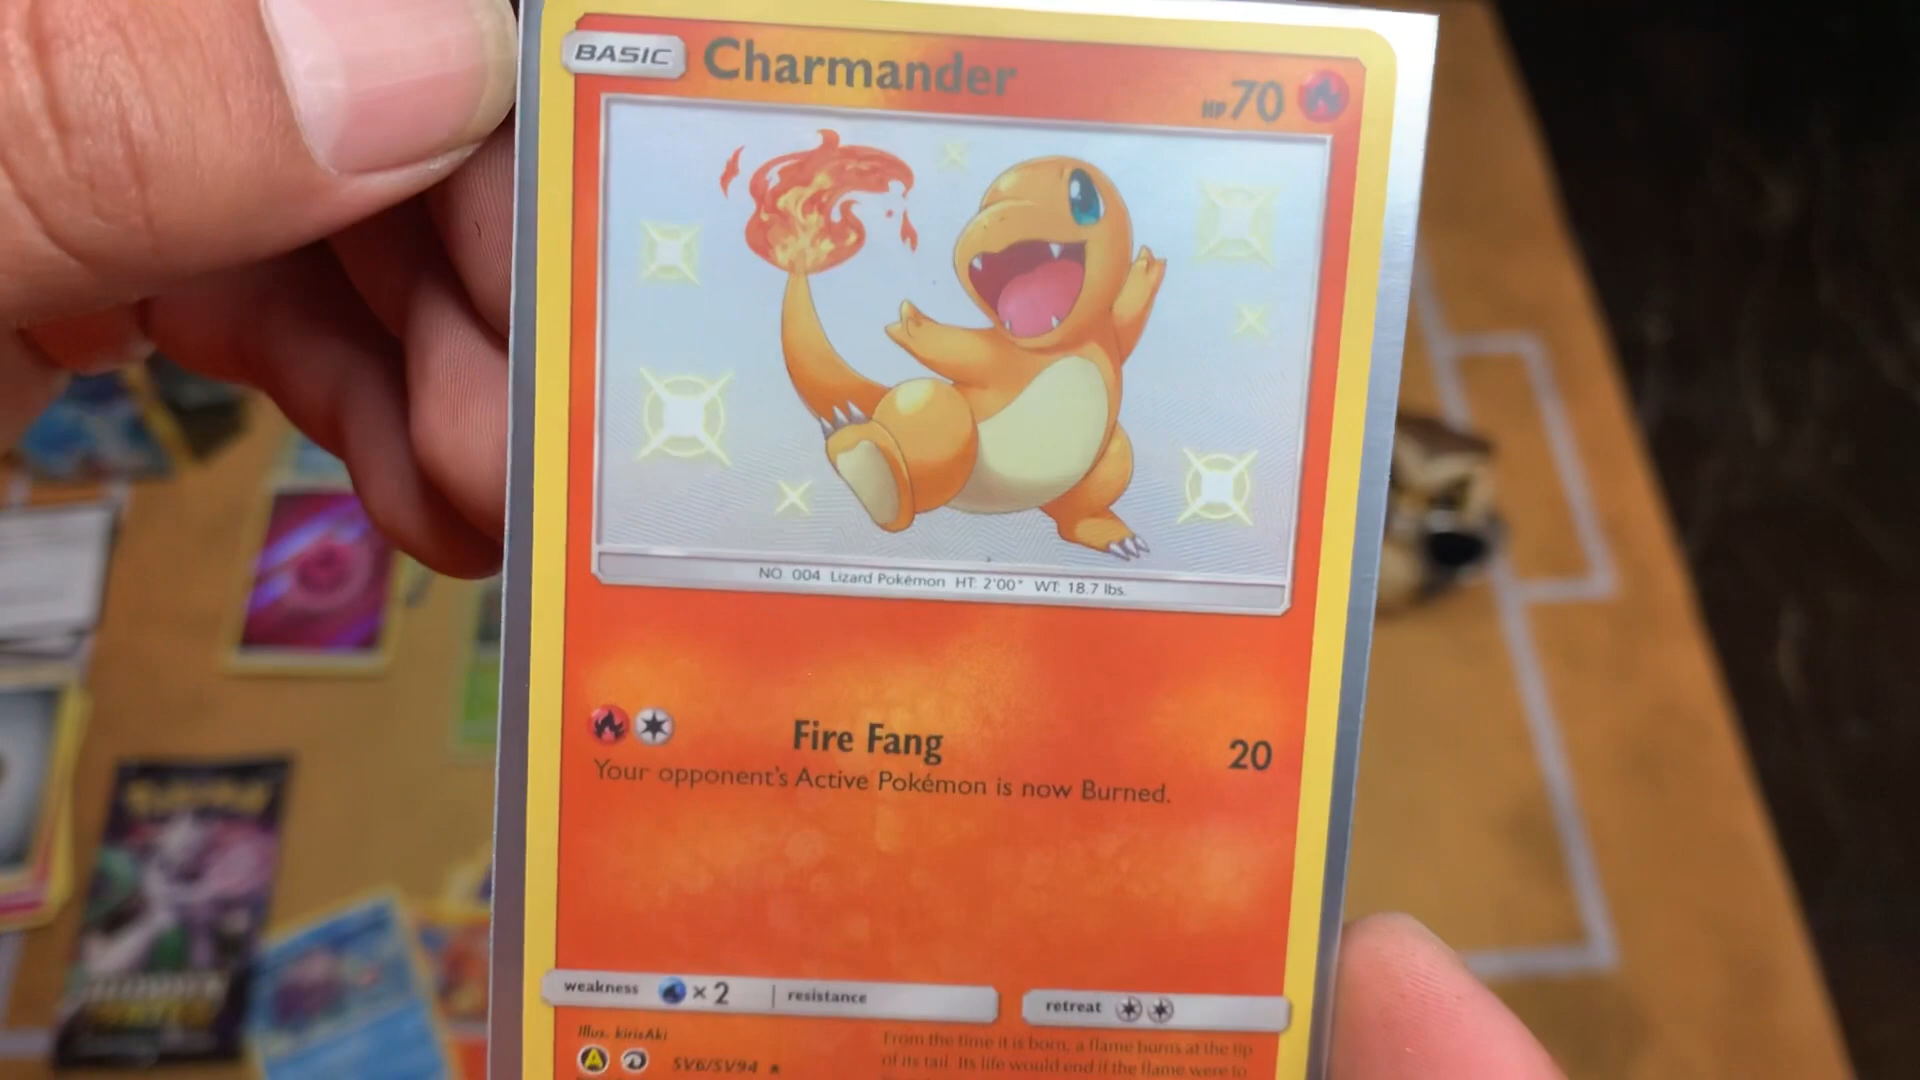 BASIC
Charmander
HP 70
NO. 004 Lizard Pokémon HT: 2'00" WT: 18.7 lbs.
Fire Fang
20
Your opponent's Active Pokémon is now Burned.
weakness × 2
resistance
retreat
Illus. kirisAki
A
SV6/SV94 ★
From the time it is born, a flame burns at the tip
of its tail. Its life would end if the flame were to